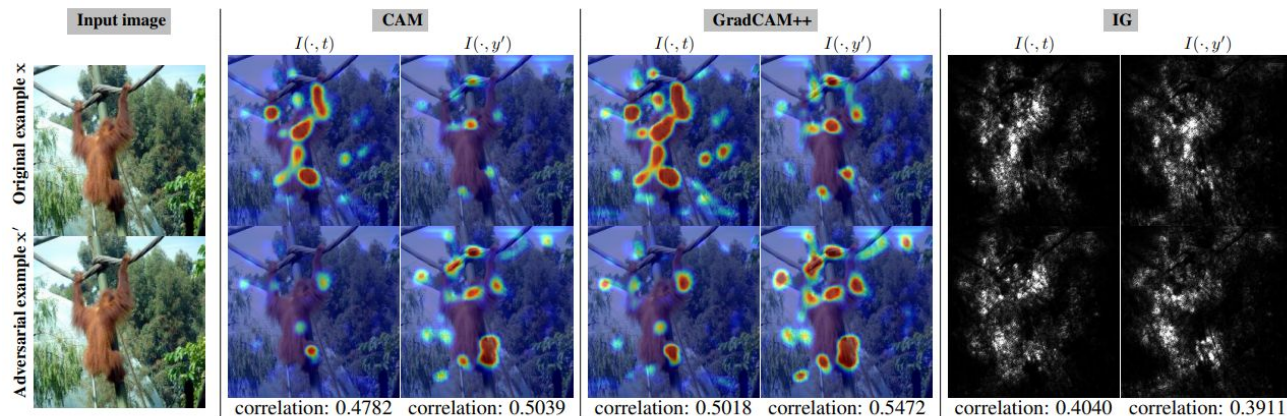 Input image CAM GradCAM++ IG
I(·, t) I(·, y′) I(·, t) I(·, y′) I(·, t) I(·, y′)
Original example x
Adversarial example x′
correlation: 0.4782 correlation: 0.5039 correlation: 0.5018 correlation: 0.5472 correlation: 0.4040 correlation: 0.3911